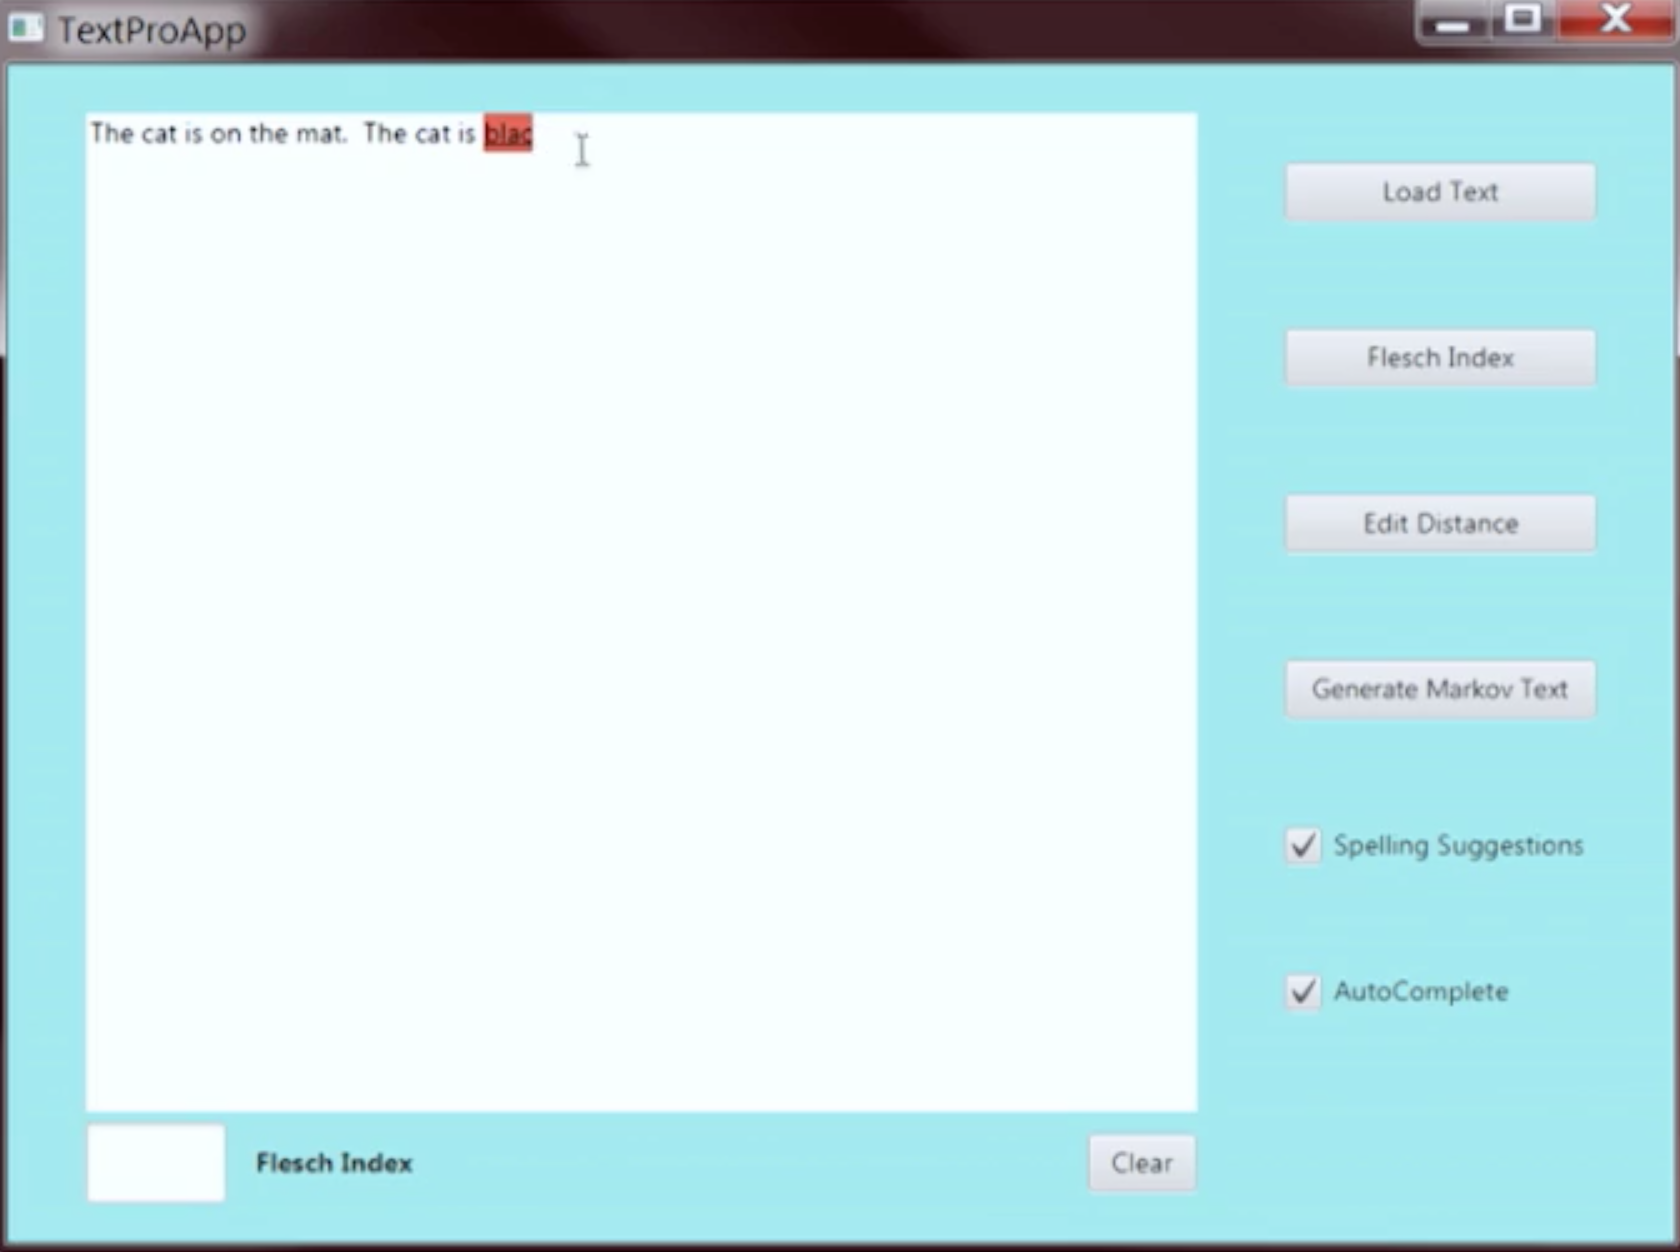 TextProApp
The cat is on the mat.  The cat is blac
Load Text
Flesch Index
Edit Distance
Generate Markov Text
Spelling Suggestions
AutoComplete
Flesch Index
Clear